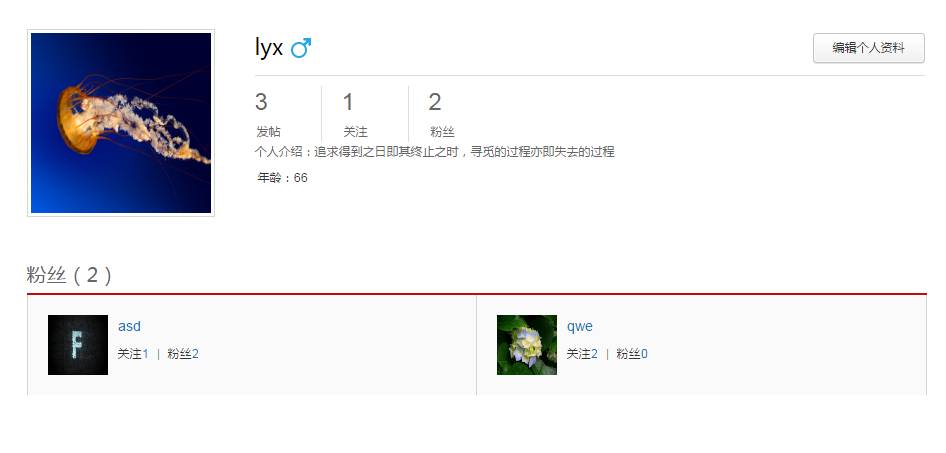 lyx
编辑个人资料
3 1 2
发帖 关注 粉丝
个人介绍：追求得到之日即其终止之时，寻觅的过程亦即失去的过程
年龄：66
粉丝（2）
F
asd
关注1 | 粉丝2
qwe
关注2 | 粉丝0